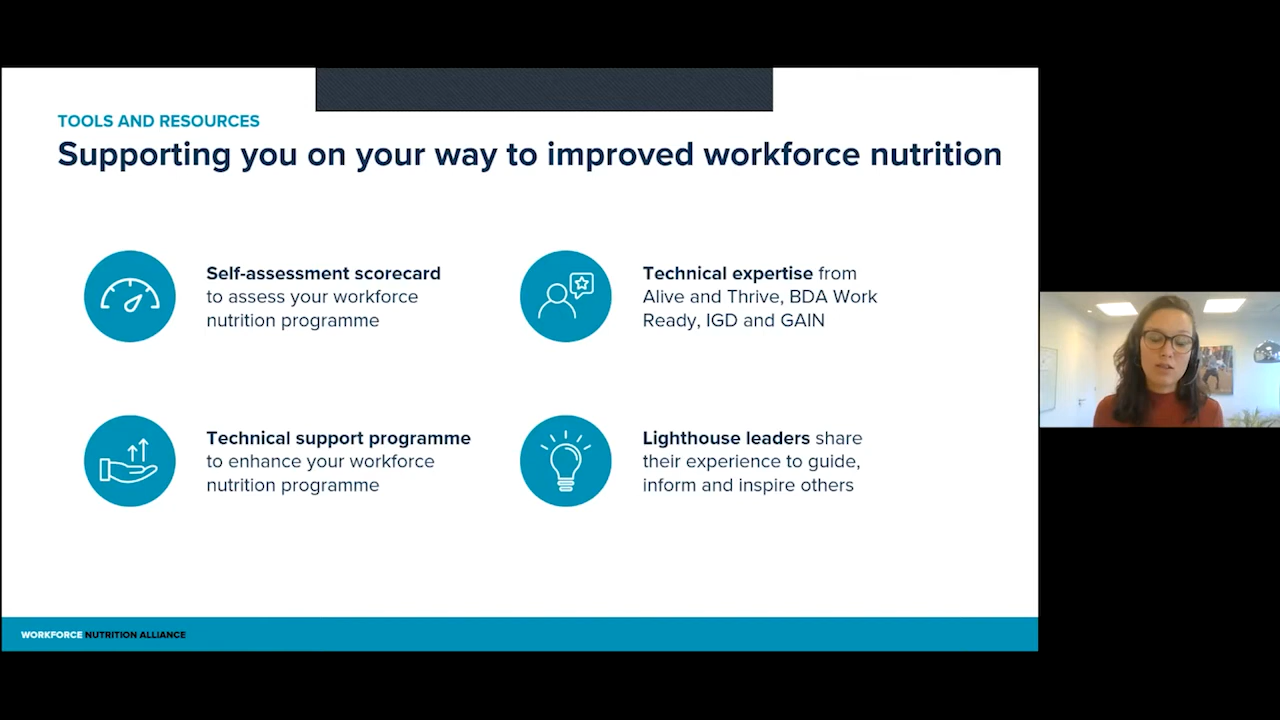 TOOLS AND RESOURCES
Supporting you on your way to improved workforce nutrition
Self-assessment scorecard
to assess your workforce
nutrition programme
Technical expertise from
Alive and Thrive, BDA Work
Ready, IGD and GAIN
Technical support programme
to enhance your workforce
nutrition programme
Lighthouse leaders share
their experience to guide,
inform and inspire others
WORKFORCE NUTRITION ALLIANCE